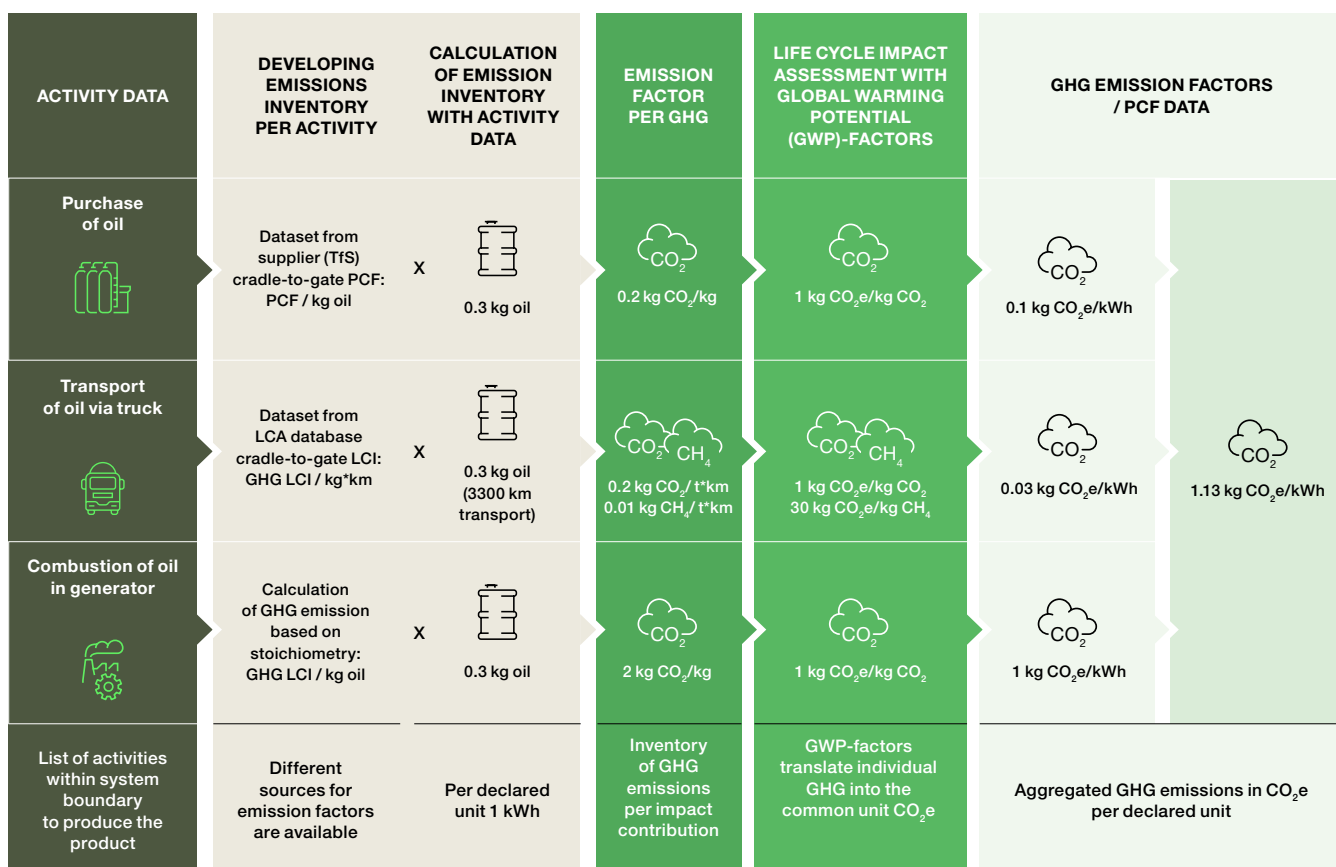 ACTIVITY DATA
DEVELOPING
EMISSIONS
INVENTORY
PER ACTIVITY
CALCULATION
OF EMISSION
INVENTORY
WITH ACTIVITY
DATA
EMISSION
FACTOR
PER GHG
LIFE CYCLE IMPACT
ASSESSMENT WITH
GLOBAL WARMING
POTENTIAL
(GWP)-FACTORS
GHG EMISSION FACTORS
/ PCF DATA
Purchase
of oil
Dataset from
supplier (TfS)
cradle-to-gate PCF:
PCF / kg oil
X
0.3 kg oil
CO₂
0.2 kg CO₂/kg
CO₂
1 kg CO₂e/kg CO₂
CO₂
0.1 kg CO₂e/kWh
Transport
of oil via truck
Dataset from
LCA database
cradle-to-gate LCI:
GHG LCI / kg*km
X
0.3 kg oil
(3300 km
transport)
CO₂ CH₄
0.2 kg CO₂/ t*km
0.01 kg CH₄/ t*km
CO₂ CH₄
1 kg CO₂e/kg CO₂
30 kg CO₂e/kg CH₄
CO₂
0.03 kg CO₂e/kWh
CO₂
1.13 kg CO₂e/kWh
Combustion of oil
in generator
Calculation
of GHG emission
based on
stoichiometry:
GHG LCI / kg oil
X
0.3 kg oil
CO₂
2 kg CO₂/kg
CO₂
1 kg CO₂e/kg CO₂
CO₂
1 kg CO₂e/kWh
List of activities
within system
boundary
to produce the
product
Different
sources for
emission factors
are available
Per declared
unit 1 kWh
Inventory
of GHG
emissions
per impact
contribution
GWP-factors
translate individual
GHG into the
common unit CO₂e
Aggregated GHG emissions in CO₂e
per declared unit